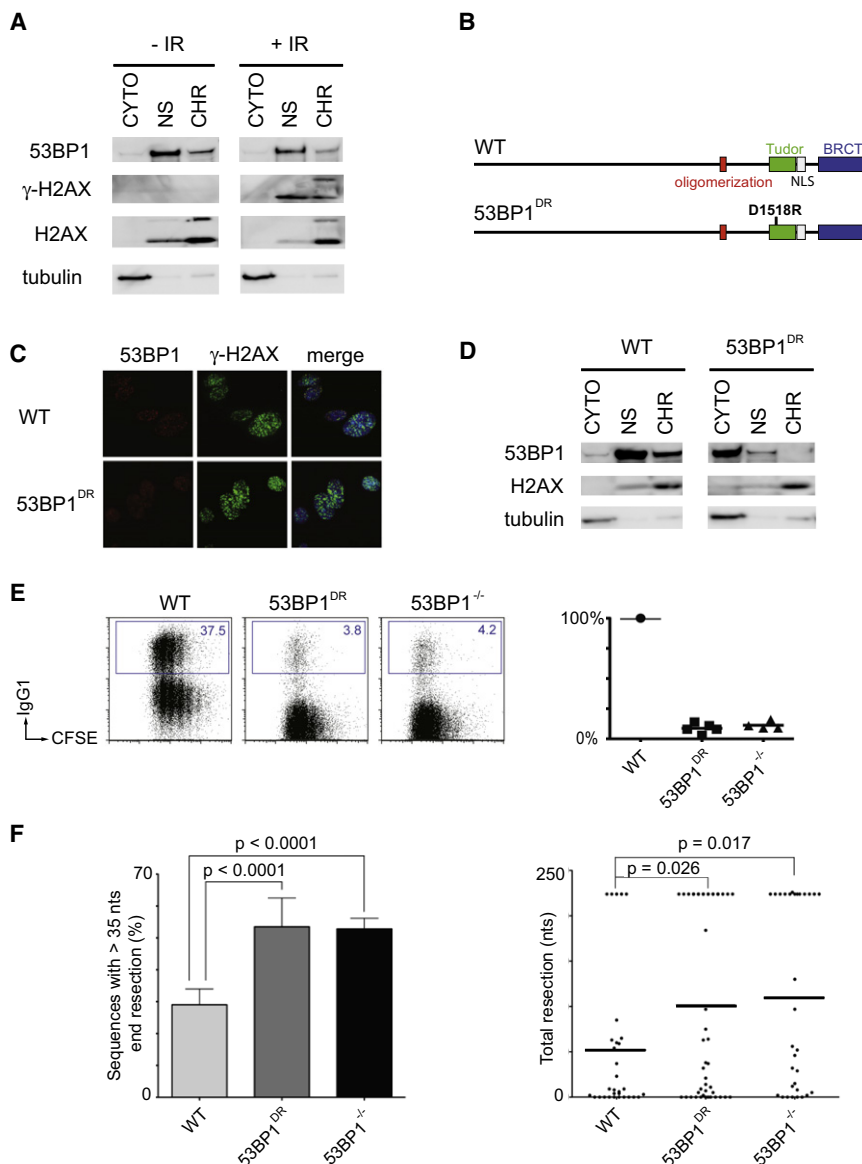 A
- IR
+ IR
CYTO NS CHR
CYTO NS CHR
53BP1
γ-H2AX
H2AX
tubulin
B
WT
Tudor
BRCT
oligomerization
NLS
53BP1DR
D1518R
C
53BP1 γ-H2AX merge
WT
53BP1DR
D
WT
53BP1DR
CYTO NS CHR
CYTO NS CHR
53BP1
H2AX
tubulin
E
WT 53BP1DR 53BP1-/-
37.5
3.8
4.2
IgG1
CFSE
100%
0%
WT
53BP1DR
53BP1-/-
F
p < 0.0001
p < 0.0001
70
0
Sequences with > 35 nts
end resection (%)
WT
53BP1DR
53BP1-/-
p = 0.017
p = 0.026
250
0
Total resection (nts)
WT
53BP1DR
53BP1-/-